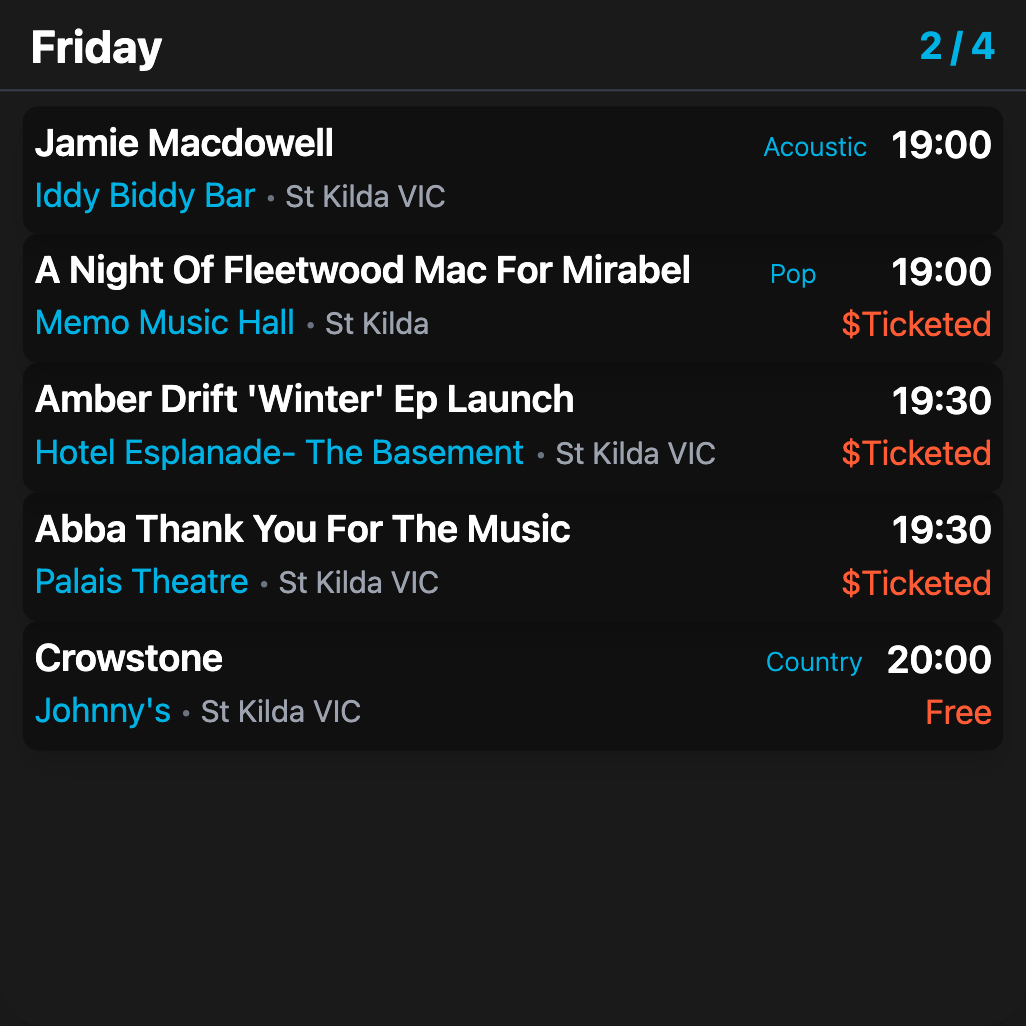 Friday 2 / 4
Jamie Macdowell Acoustic 19:00
Iddy Biddy Bar • St Kilda VIC
A Night Of Fleetwood Mac For Mirabel Pop 19:00
Memo Music Hall • St Kilda $Ticketed
Amber Drift 'Winter' Ep Launch 19:30
Hotel Esplanade- The Basement • St Kilda VIC $Ticketed
Abba Thank You For The Music 19:30
Palais Theatre • St Kilda VIC $Ticketed
Crowstone Country 20:00
Johnny's • St Kilda VIC Free